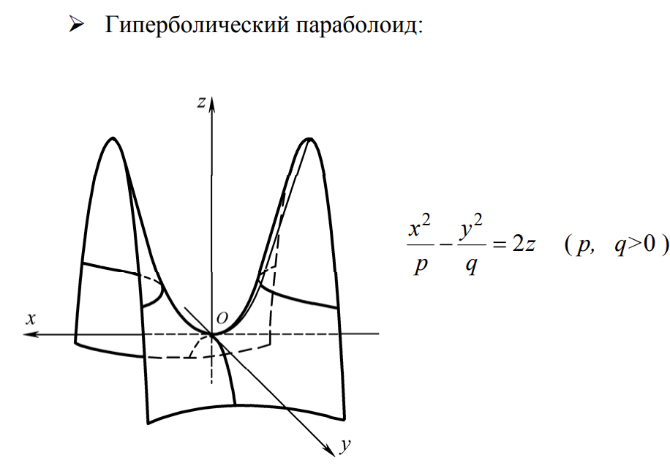 ➢ Гиперболический параболоид:
z
x
O
y
x²/p − y²/q = 2z (p, q>0)